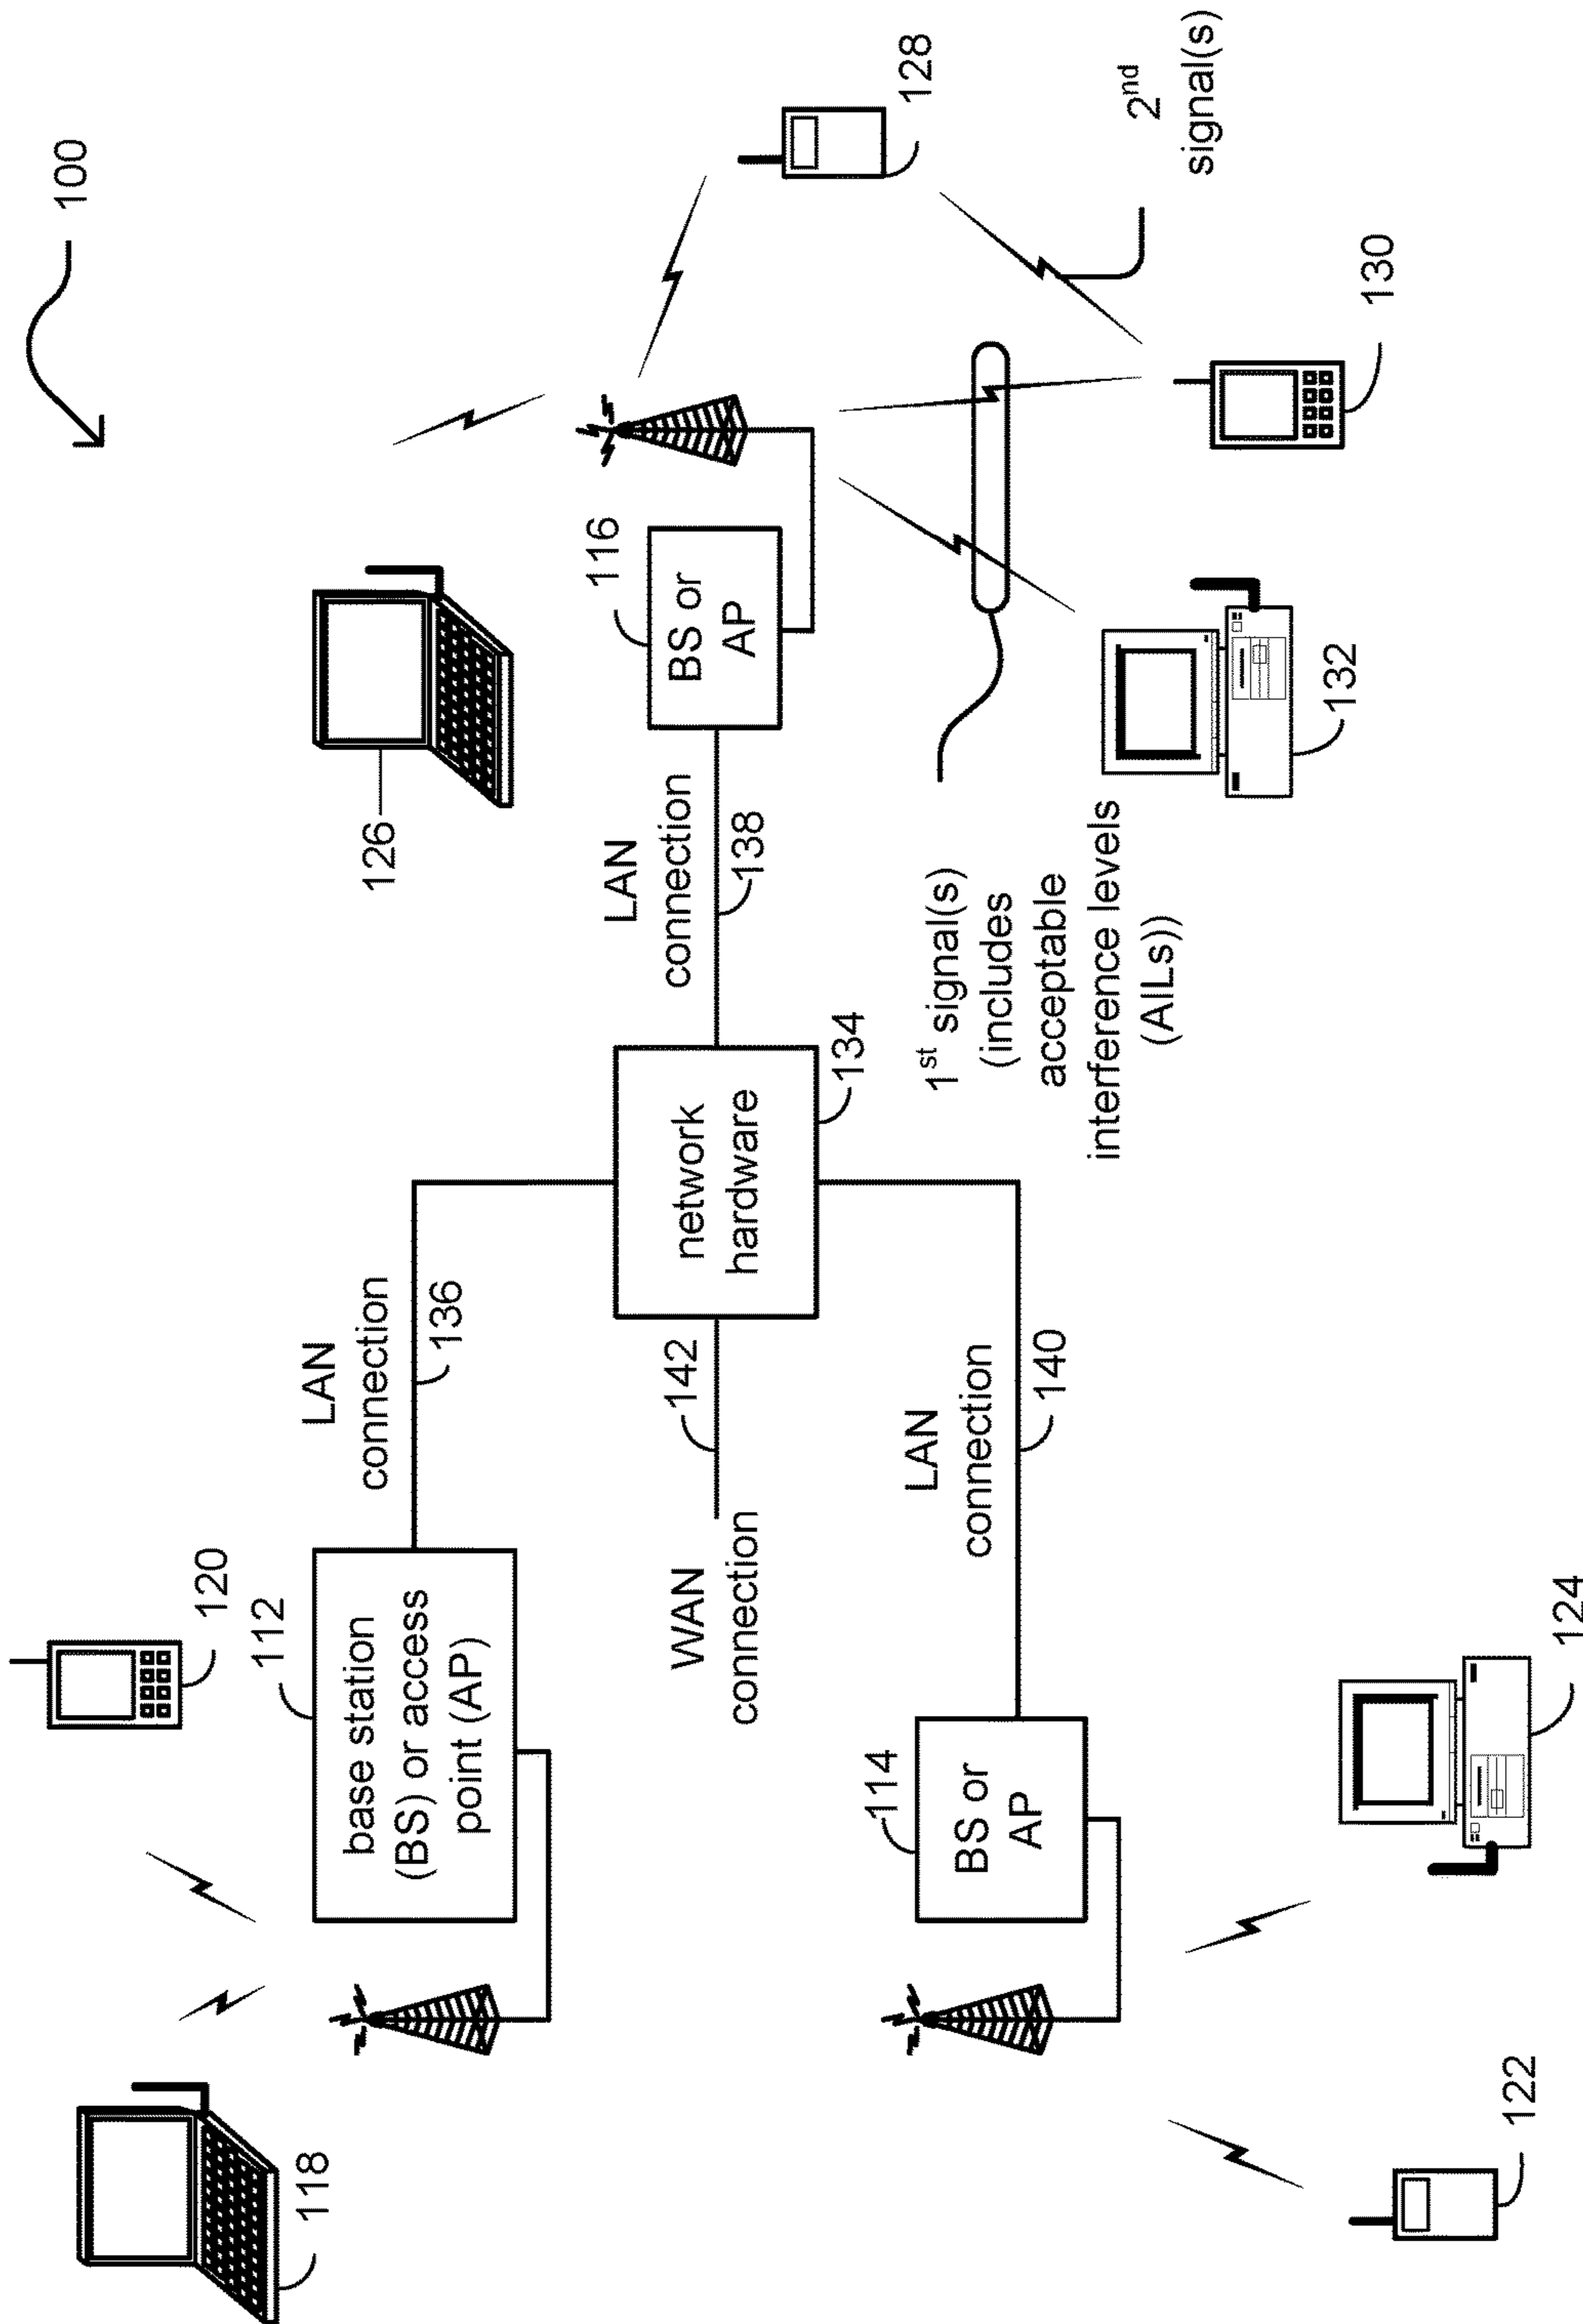 100
118
120
112
base station
(BS) or access
point (AP)
LAN
connection
136
126
LAN
connection
138
116
BS or
AP
128
2nd
signal(s)
130
WAN
connection
142
network
hardware
134
114
BS or
AP
LAN
connection
140
1st signal(s)
(includes
acceptable
interference levels
(AILs))
132
122
124